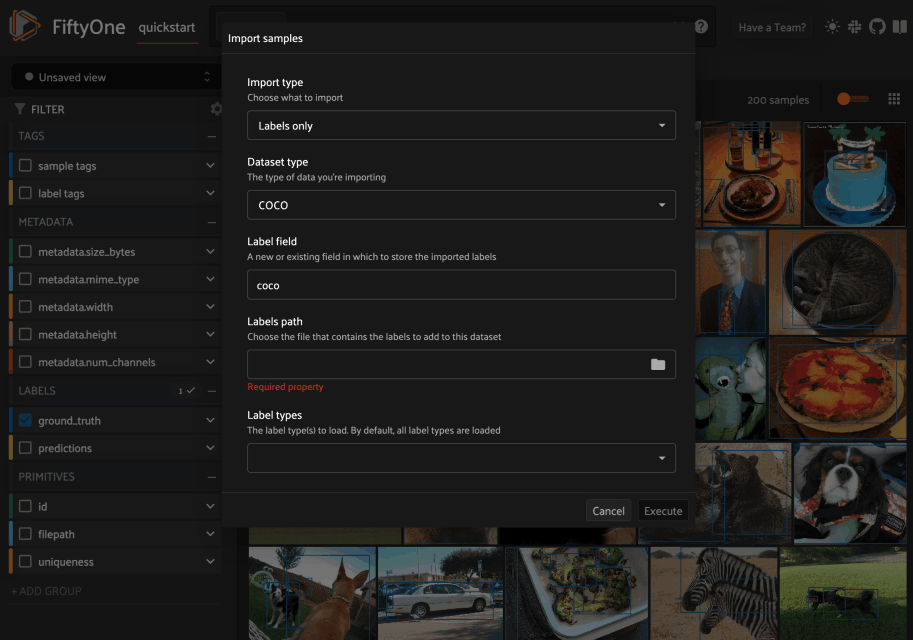 FiftyOne
quickstart
Have a Team?
Import samples
Unsaved view
FILTER
200 samples
TAGS
sample tags
label tags
METADATA
metadata.size_bytes
metadata.mime_type
metadata.width
metadata.height
metadata.num_channels
LABELS
1
ground_truth
predictions
PRIMITIVES
id
filepath
uniqueness
+ ADD GROUP
Import type
Choose what to import
Labels only
Dataset type
The type of data you're importing
COCO
Label field
A new or existing field in which to store the imported labels
coco
Labels path
Choose the file that contains the labels to add to this dataset
Required property
Label types
The label type(s) to load. By default, all label types are loaded
Cancel
Execute